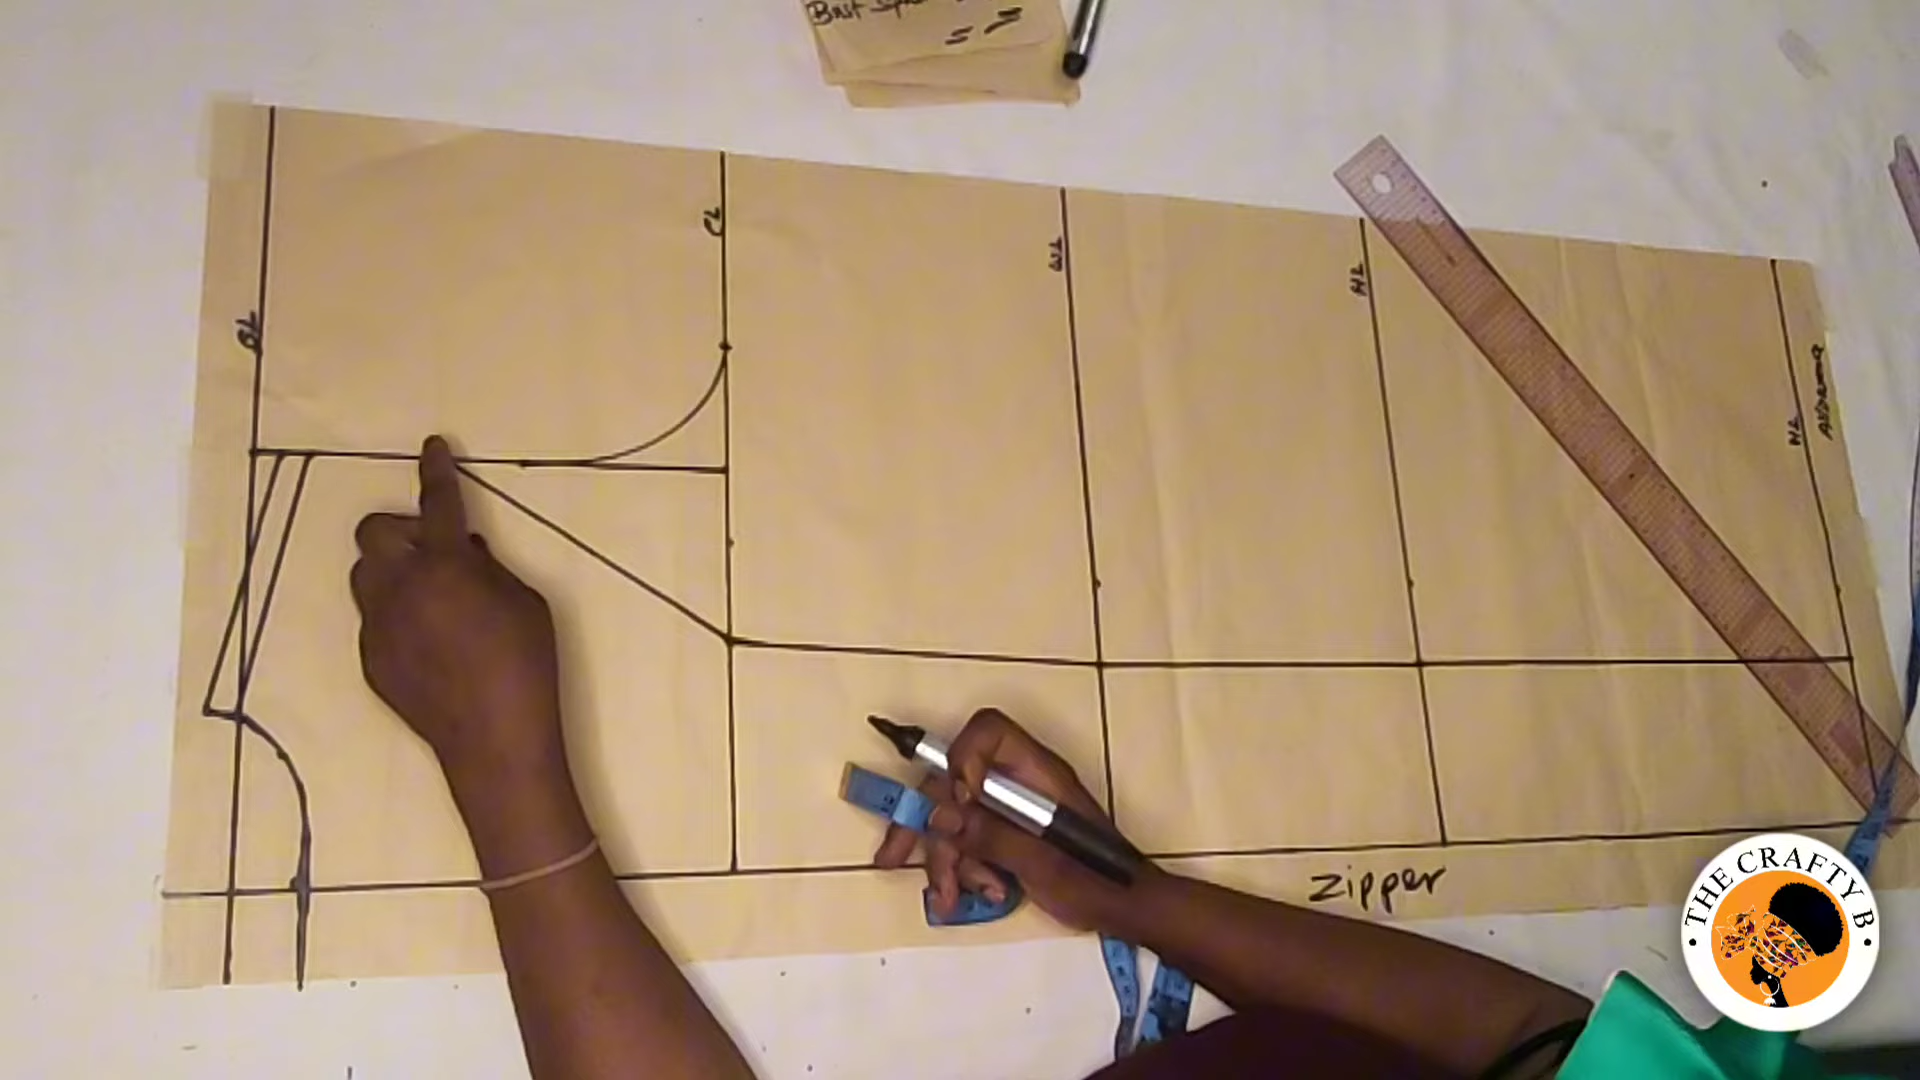 Bust
BL
CL
WL
HL
HL
zipper
• THE CRAFTY B •